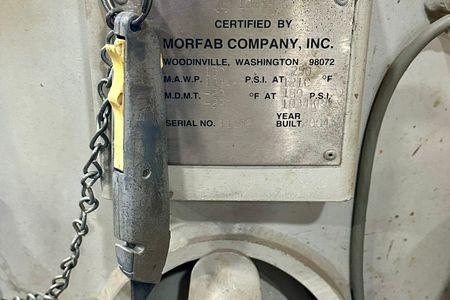 CERTIFIED BY
MORFAB COMPANY, INC.
WOODINVILLE, WASHINGTON 98072
M.A.W.P. P.S.I. AT °F
M.D.M.T. °F AT P.S.I.
SERIAL NO. YEAR BUILT